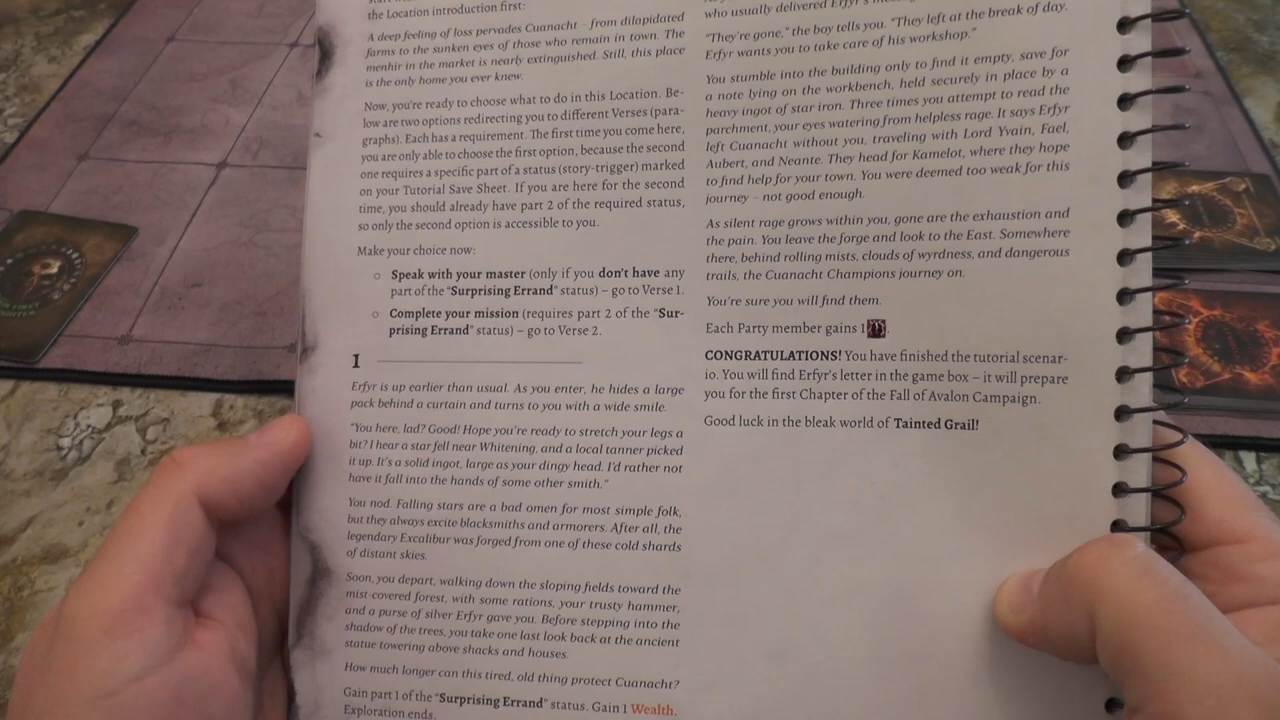 the Location introduction first:
A deep feeling of loss pervades Cuanacht – from dilapidated
farms to the sunken eyes of those who remain in town. The
menhir in the market is nearly extinguished. Still, this place
is the only home you ever knew.
Now, you're ready to choose what to do in this Location. Be-
low are two options redirecting you to different Verses (para-
graphs). Each has a requirement. The first time you come here,
you are only able to choose the first option, because the second
one requires a specific part of a status (story-trigger) marked
on your Tutorial Save Sheet. If you are here for the second
time, you should already have part 2 of the required status,
so only the second option is accessible to you.
Make your choice now:
○ Speak with your master (only if you don't have any
part of the "Surprising Errand" status) – go to Verse 1.
○ Complete your mission (requires part 2 of the "Sur-
prising Errand" status) – go to Verse 2.
1
Erfyr is up earlier than usual. As you enter, he hides a large
pack behind a curtain and turns to you with a wide smile.
"You here, lad? Good! Hope you're ready to stretch your legs a
bit? I hear a star fell near Whitening, and a local tanner picked
it up. It's a solid ingot, large as your dingy head. I'd rather not
have it fall into the hands of some other smith."
You nod. Falling stars are a bad omen for most simple folk,
but they always excite blacksmiths and armorers. After all, the
legendary Excalibur was forged from one of these cold shards
of distant skies.
Soon, you depart, walking down the sloping fields toward the
mist-covered forest, with some rations, your trusty hammer,
and a purse of silver Erfyr gave you. Before stepping into the
shadow of the trees, you take one last look back at the ancient
statue towering above shacks and houses.
How much longer can this tired, old thing protect Cuanacht?
Gain part 1 of the "Surprising Errand" status. Gain 1 Wealth.
Exploration ends.
who usually delivered Erfyr's
"They're gone," the boy tells you. "They left at the break of day.
Erfyr wants you to take care of his workshop."
You stumble into the building only to find it empty, save for
a note lying on the workbench, held securely in place by a
heavy ingot of star iron. Three times you attempt to read the
parchment, your eyes watering from helpless rage. It says Erfyr
left Cuanacht without you, traveling with Lord Yvain, Fael,
Aubert, and Neante. They head for Kamelot, where they hope
to find help for your town. You were deemed too weak for this
journey – not good enough.
As silent rage grows within you, gone are the exhaustion and
the pain. You leave the forge and look to the East. Somewhere
there, behind rolling mists, clouds of wyrdness, and dangerous
trails, the Cuanacht Champions journey on.
You're sure you will find them.
Each Party member gains 1 .
CONGRATULATIONS! You have finished the tutorial scenar-
io. You will find Erfyr's letter in the game box – it will prepare
you for the first Chapter of the Fall of Avalon Campaign.
Good luck in the bleak world of Tainted Grail!